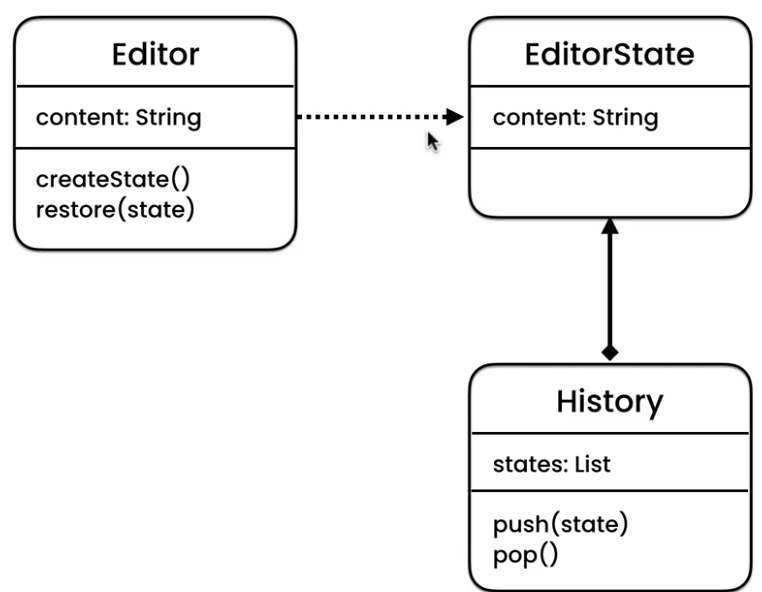 Editor
content: String
createState()
restore(state)
EditorState
content: String
History
states: List
push(state)
pop()